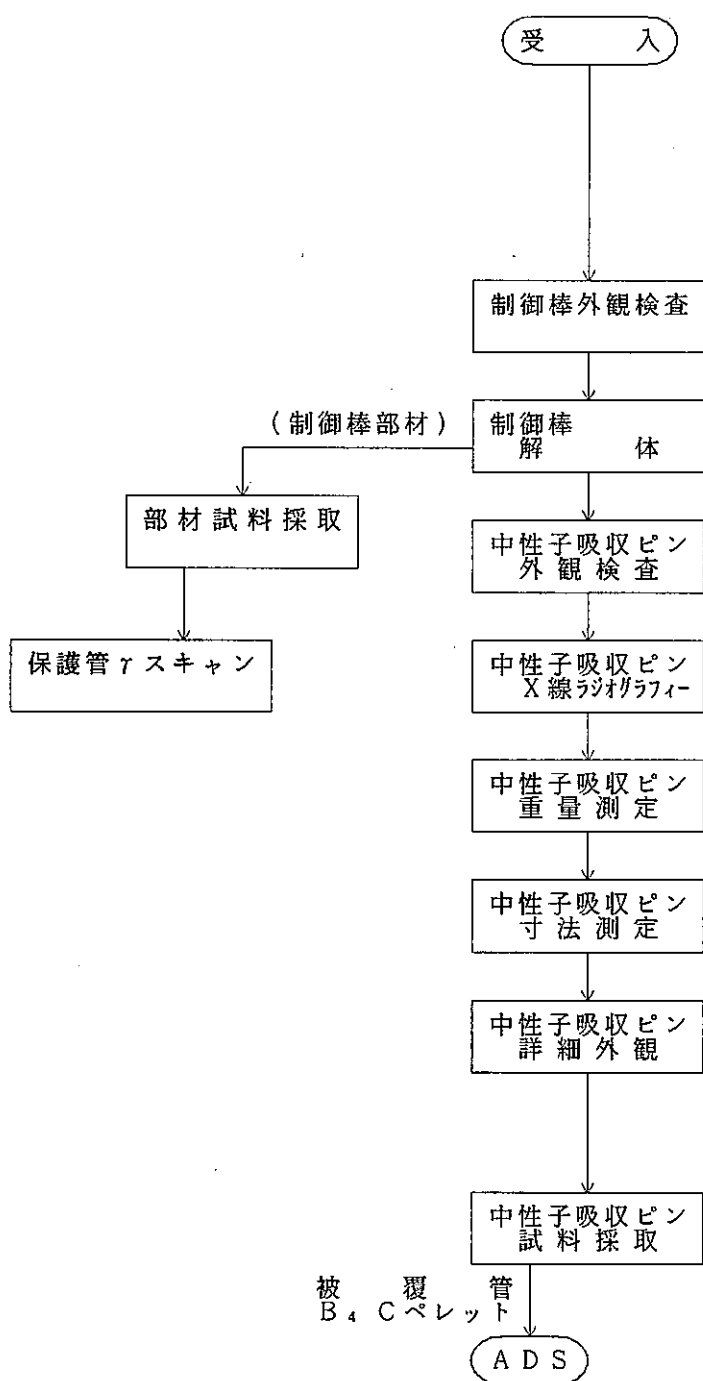 受 入
制御棒外観検査
(制御棒部材)
制御棒
解 体
部材試料採取
中性子吸収ピン
外観検査
保護管γスキャン
中性子吸収ピン
X線ラジオグラフィー
中性子吸収ピン
重量測定
中性子吸収ピン
寸法測定
中性子吸収ピン
詳細外観
中性子吸収ピン
試料採取
被 覆 管
B₄Cペレット
ADS